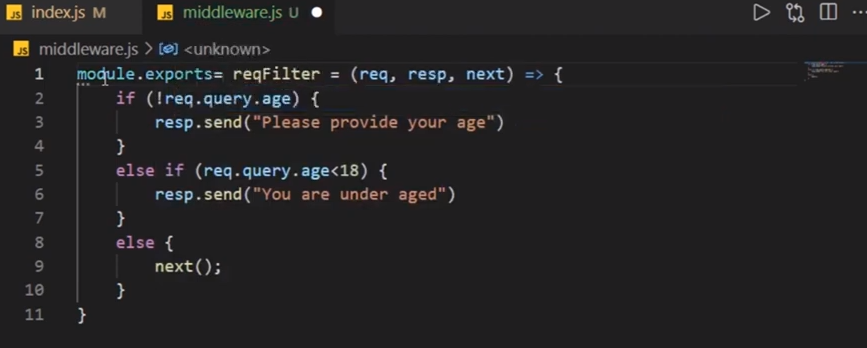 JS index.js M
JS middleware.js U
JS middleware.js > <unknown>
1 module.exports= reqFilter = (req, resp, next) => {
2 if (!req.query.age) {
3 resp.send("Please provide your age")
4 }
5 else if (req.query.age<18) {
6 resp.send("You are under aged")
7 }
8 else {
9 next();
10 }
11 }